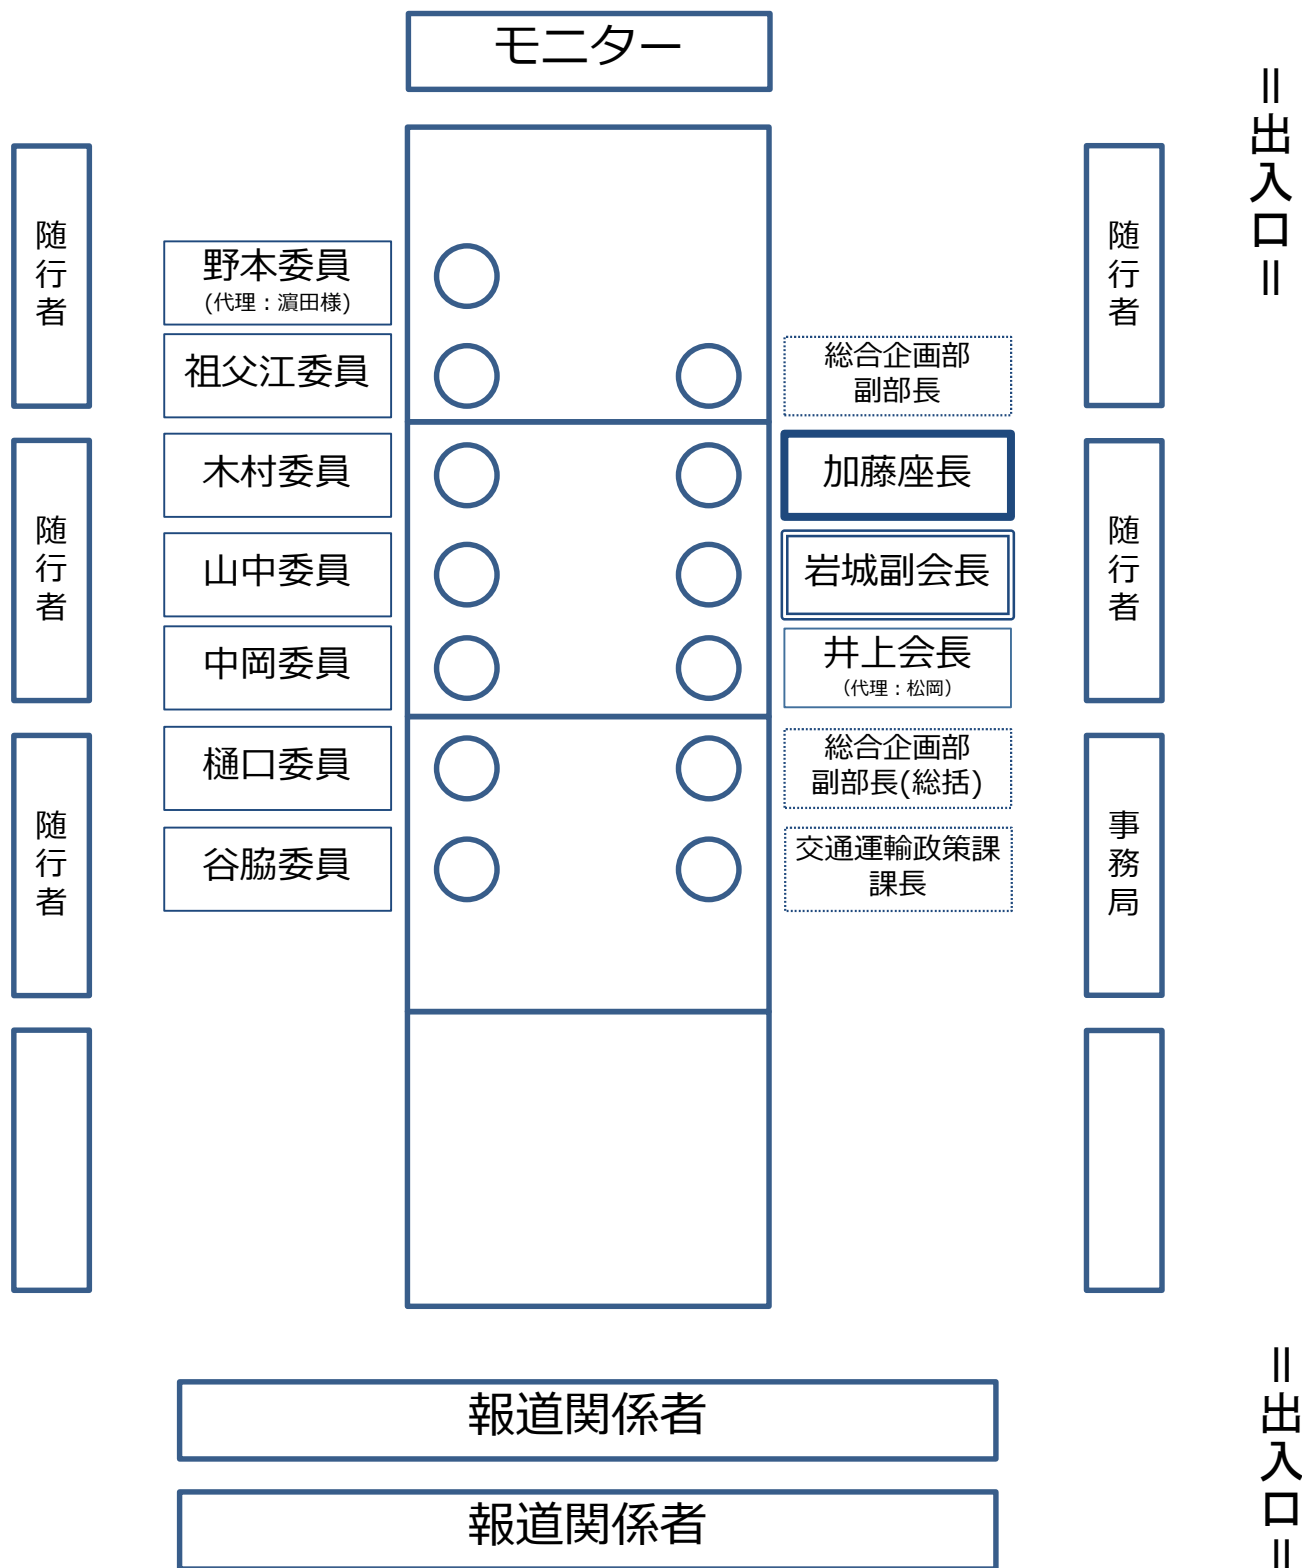 モニター
＝出入口＝
随行者
随行者
野本委員
(代理：濵田様)
祖父江委員
総合企画部
副部長
随行者
木村委員
加藤座長
随行者
山中委員
岩城副会長
中岡委員
井上会長
（代理：松岡）
随行者
樋口委員
総合企画部
副部長(総括)
事務局
谷脇委員
交通運輸政策課
課長
報道関係者
＝出入口＝
報道関係者